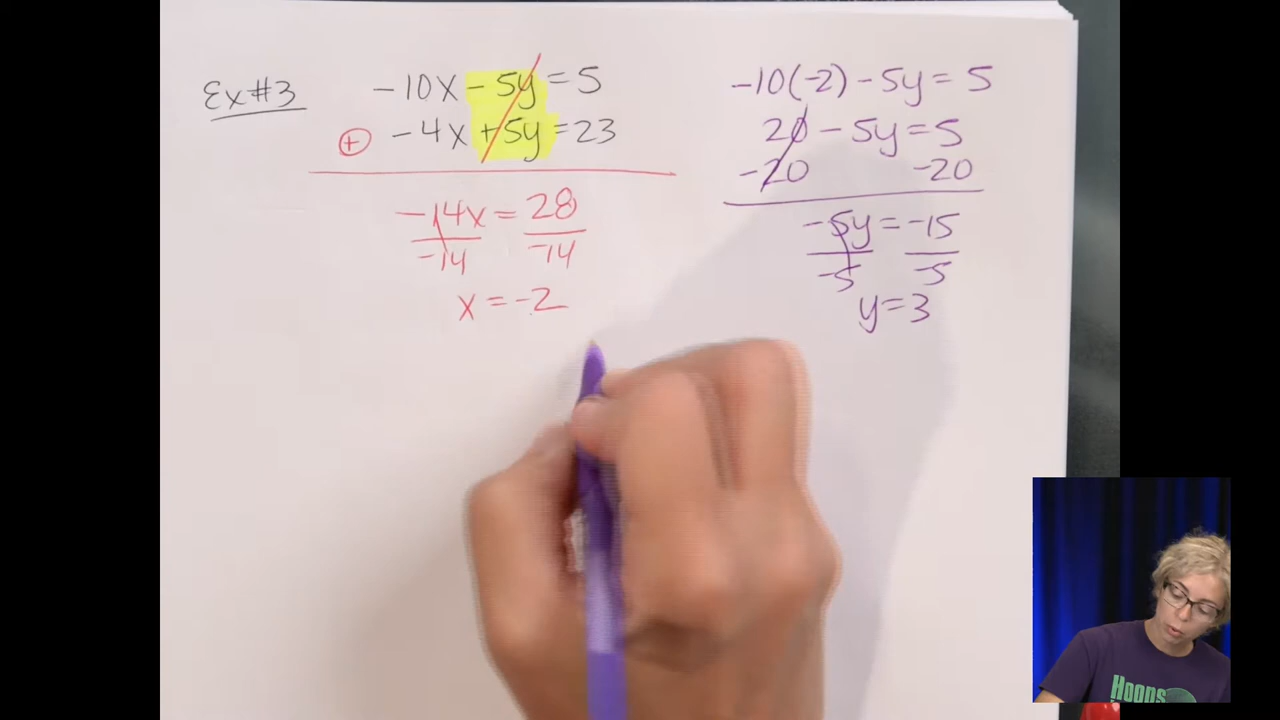 Ex#3
-10x - 5y = 5
⊕ -4x + 5y = 23
-14x = 28
-14 -14
x = -2
-10(-2) - 5y = 5
20 - 5y = 5
-20 -20
-5y = -15
-5 -5
y = 3
Hoops